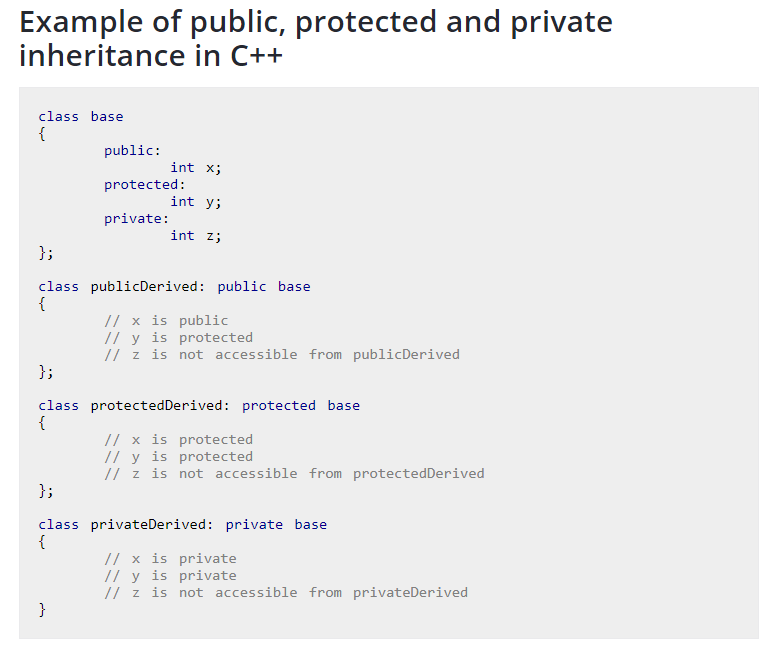 Example of public, protected and private
inheritance in C++
class base
{
public:
int x;
protected:
int y;
private:
int z;
};
class publicDerived: public base
{
// x is public
// y is protected
// z is not accessible from publicDerived
};
class protectedDerived: protected base
{
// x is protected
// y is protected
// z is not accessible from protectedDerived
};
class privateDerived: private base
{
// x is private
// y is private
// z is not accessible from privateDerived
}